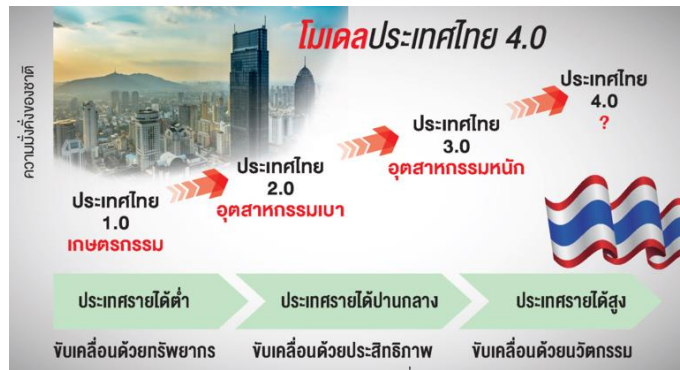 โมเดลประเทศไทย 4.0
ความมั่งคั่งของชาติ
ประเทศไทย
1.0
เกษตรกรรม
ประเทศไทย
2.0
อุตสาหกรรมเบา
ประเทศไทย
3.0
อุตสาหกรรมหนัก
ประเทศไทย
4.0
?
ประเทศรายได้ต่ำ
ประเทศรายได้ปานกลาง
ประเทศรายได้สูง
ขับเคลื่อนด้วยทรัพยากร
ขับเคลื่อนด้วยประสิทธิภาพ
ขับเคลื่อนด้วยนวัตกรรม